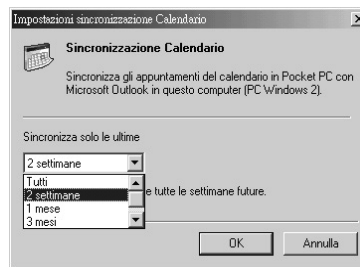 Impostazioni sincronizzazione Calendario
Sincronizzazione Calendario
Sincronizza gli appuntamenti del calendario in Pocket PC con
Microsoft Outlook in questo computer (PC Windows 2).
Sincronizza solo le ultime
2 settimane
Tutti
2 settimane
1 mese
3 mesi
e tutte le settimane future.
OK
Annulla